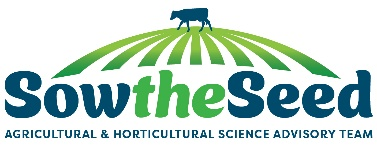 SowtheSeed
AGRICULTURAL & HORTICULTURAL SCIENCE ADVISORY TEAM